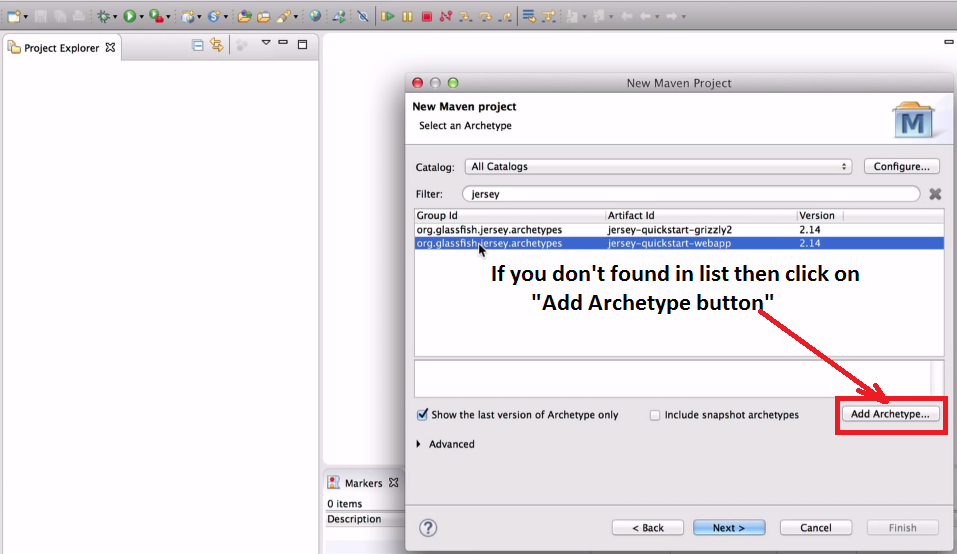 Project Explorer
New Maven Project
New Maven project
Select an Archetype
M
Catalog: All Catalogs Configure...
Filter: jersey
Group Id Artifact Id Version
org.glassfish.jersey.archetypes jersey-quickstart-grizzly2 2.14
org.glassfish.jersey.archetypes jersey-quickstart-webapp 2.14
If you don't found in list then click on
"Add Archetype button"
Show the last version of Archetype only Include snapshot archetypes Add Archetype...
Advanced
Markers
0 items
Description
? < Back Next > Cancel Finish